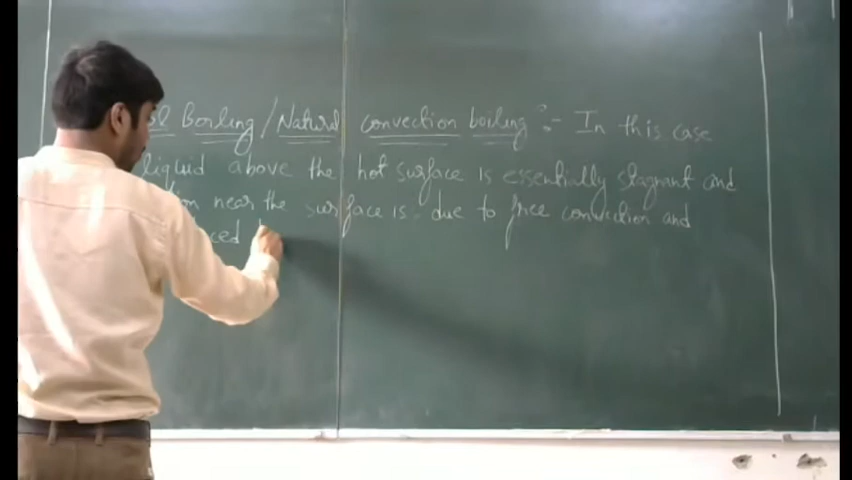 Boiling / Natural convection boiling :- In this case
liquid above the hot surface is essentially stagnant and
near the surface is due to free convection and